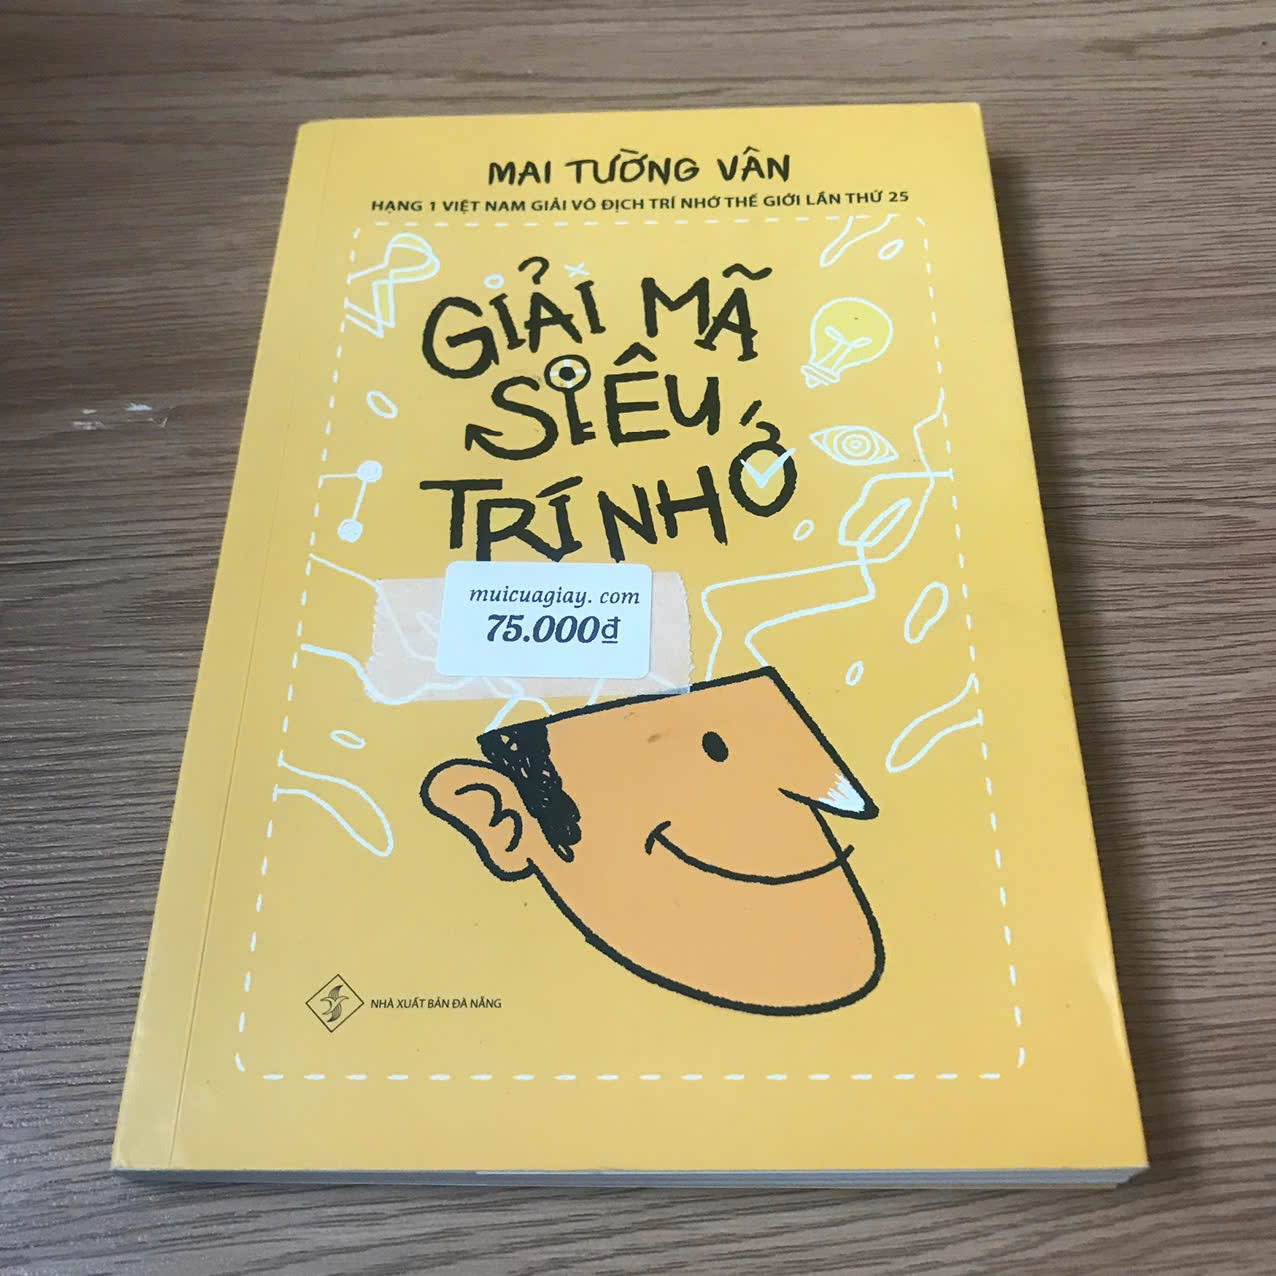 MAI TƯỜNG VÂN
HẠNG 1 VIỆT NAM GIẢI VÔ ĐỊCH TRÍ NHỚ THẾ GIỚI LẦN THỨ 25
GIẢI MÃ
SIÊU
TRÍ NHỚ
muicuagiay. com
75.000₫
NHÀ XUẤT BẢN ĐÀ NẴNG